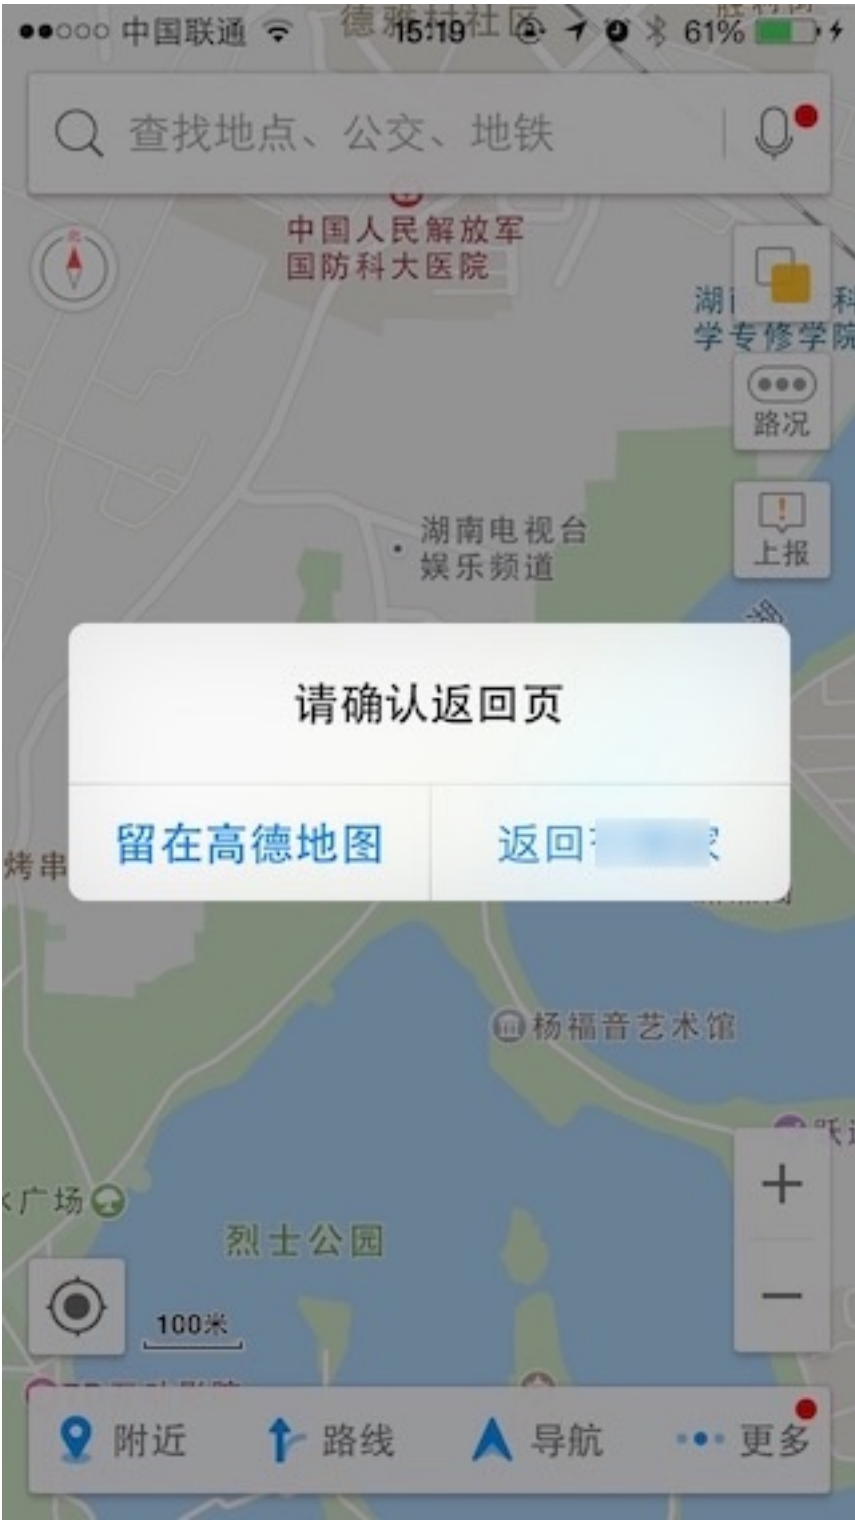 中国联通 15:19 61%
查找地点、公交、地铁
北
中国人民解放军
国防科大医院
科
学专修学院
路况
湖南电视台
娱乐频道
上报
湖
请确认返回页
留在高德地图 返回
烤串
杨福音艺术馆
广场
烈士公园
+
−
100米
附近 路线 导航 更多